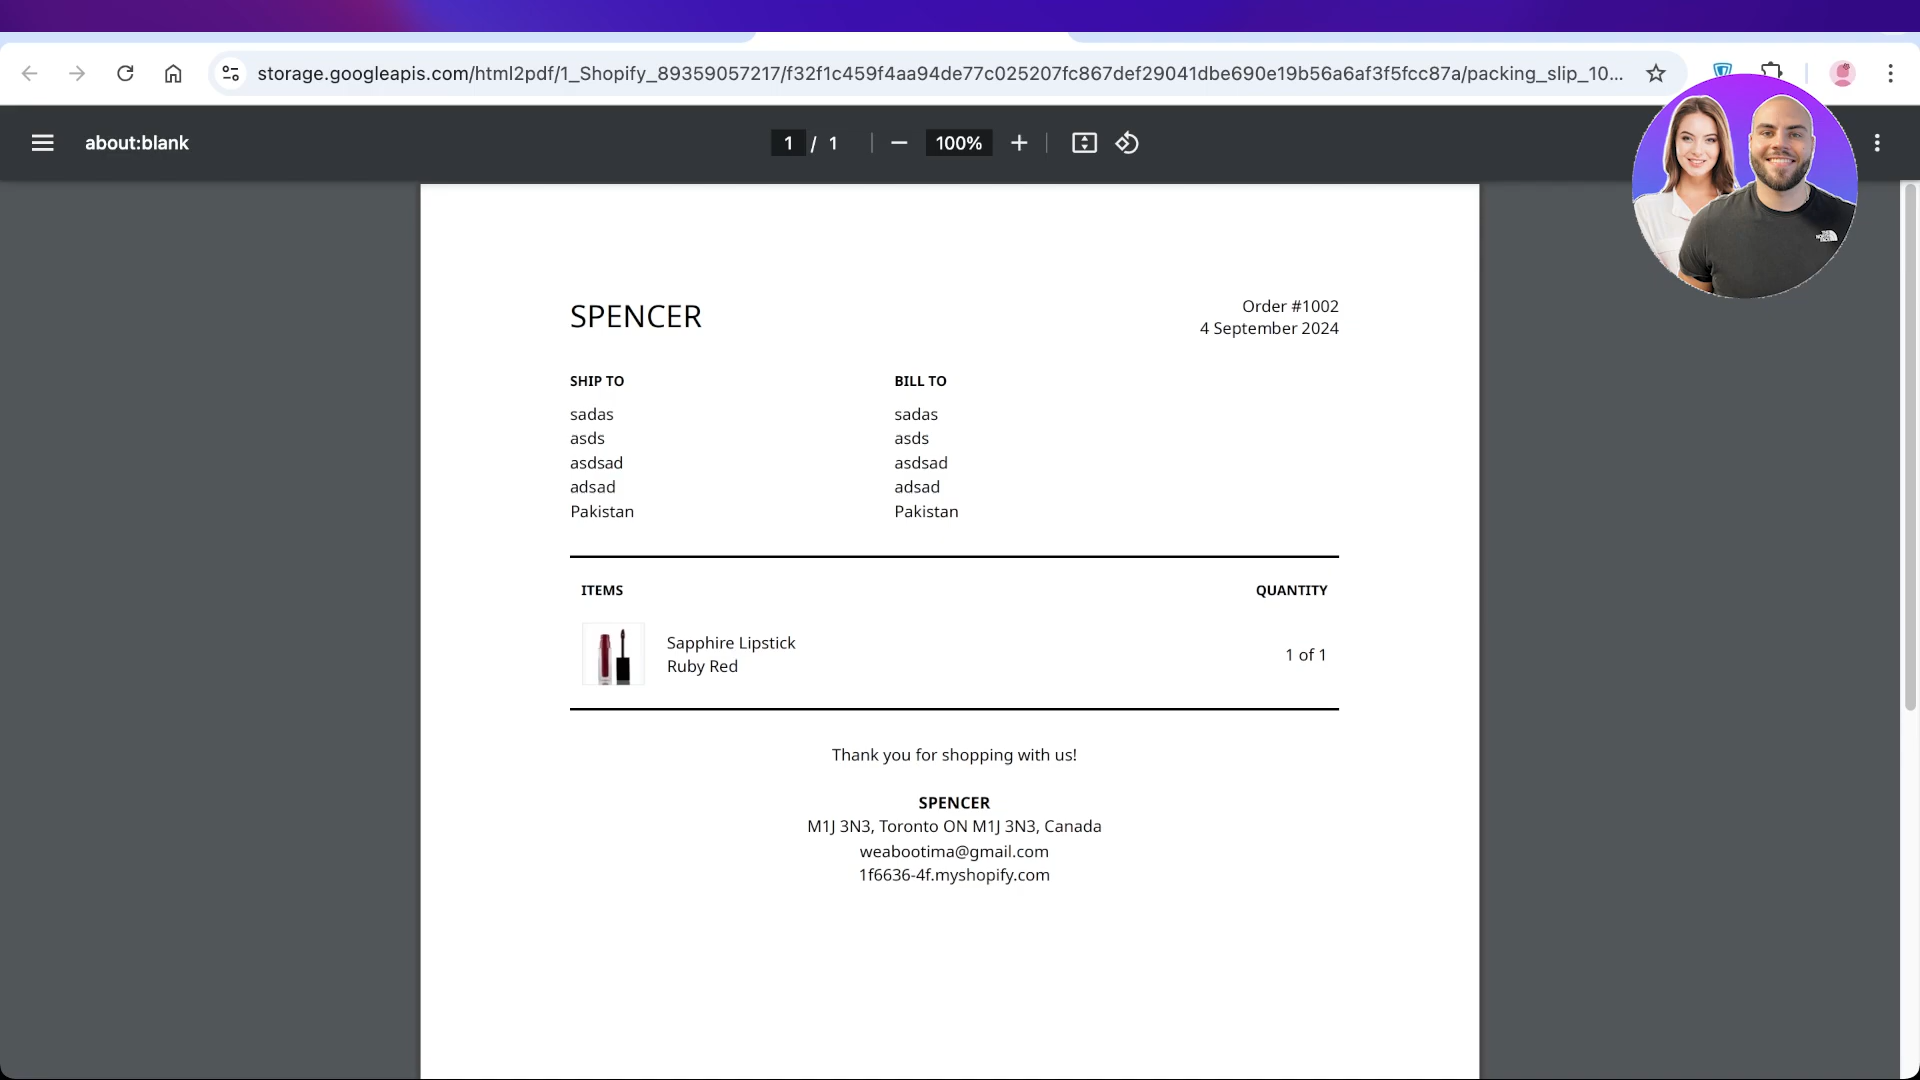 storage.googleapis.com/html2pdf/1_Shopify_89359057217/f32f1c459f4aa94de77c025207fc867def29041dbe690e19b56a6af3f5fcc87a/packing_slip_10...
about:blank
1 / 1
100%
THE NORTH FACE
SPENCER
Order #1002
4 September 2024
SHIP TO
BILL TO
sadas
sadas
asds
asds
asdsad
asdsad
adsad
adsad
Pakistan
Pakistan
ITEMS
QUANTITY
Sapphire Lipstick
Ruby Red
1 of 1
Thank you for shopping with us!
SPENCER
M1J 3N3, Toronto ON M1J 3N3, Canada
weabootima@gmail.com
1f6636-4f.myshopify.com